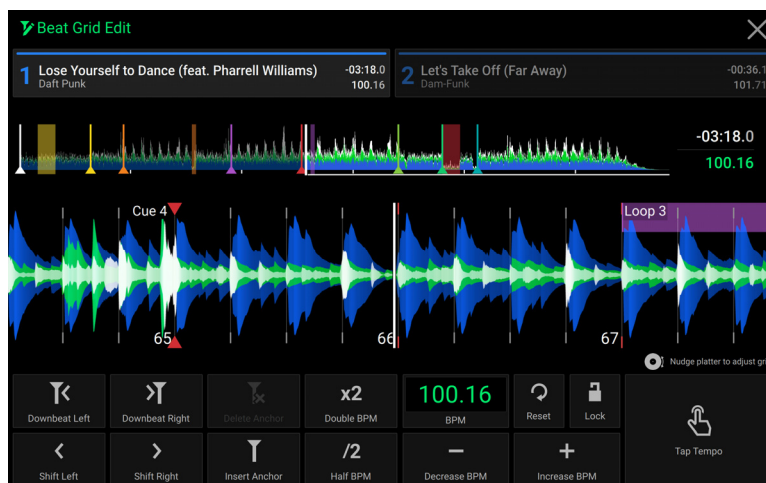 Beat Grid Edit
1 Lose Yourself to Dance (feat. Pharrell Williams) -03:18.0
Daft Punk 100.16
2 Let's Take Off (Far Away) -00:36.1
Dam-Funk 101.71
-03:18.0
100.16
Cue 4
Loop 3
65
66
67
Nudge platter to adjust gri
Downbeat Left
Downbeat Right
Delete Anchor
x2
Double BPM
100.16
BPM
Reset
Lock
Tap Tempo
Shift Left
Shift Right
Insert Anchor
/2
Half BPM
Decrease BPM
Increase BPM